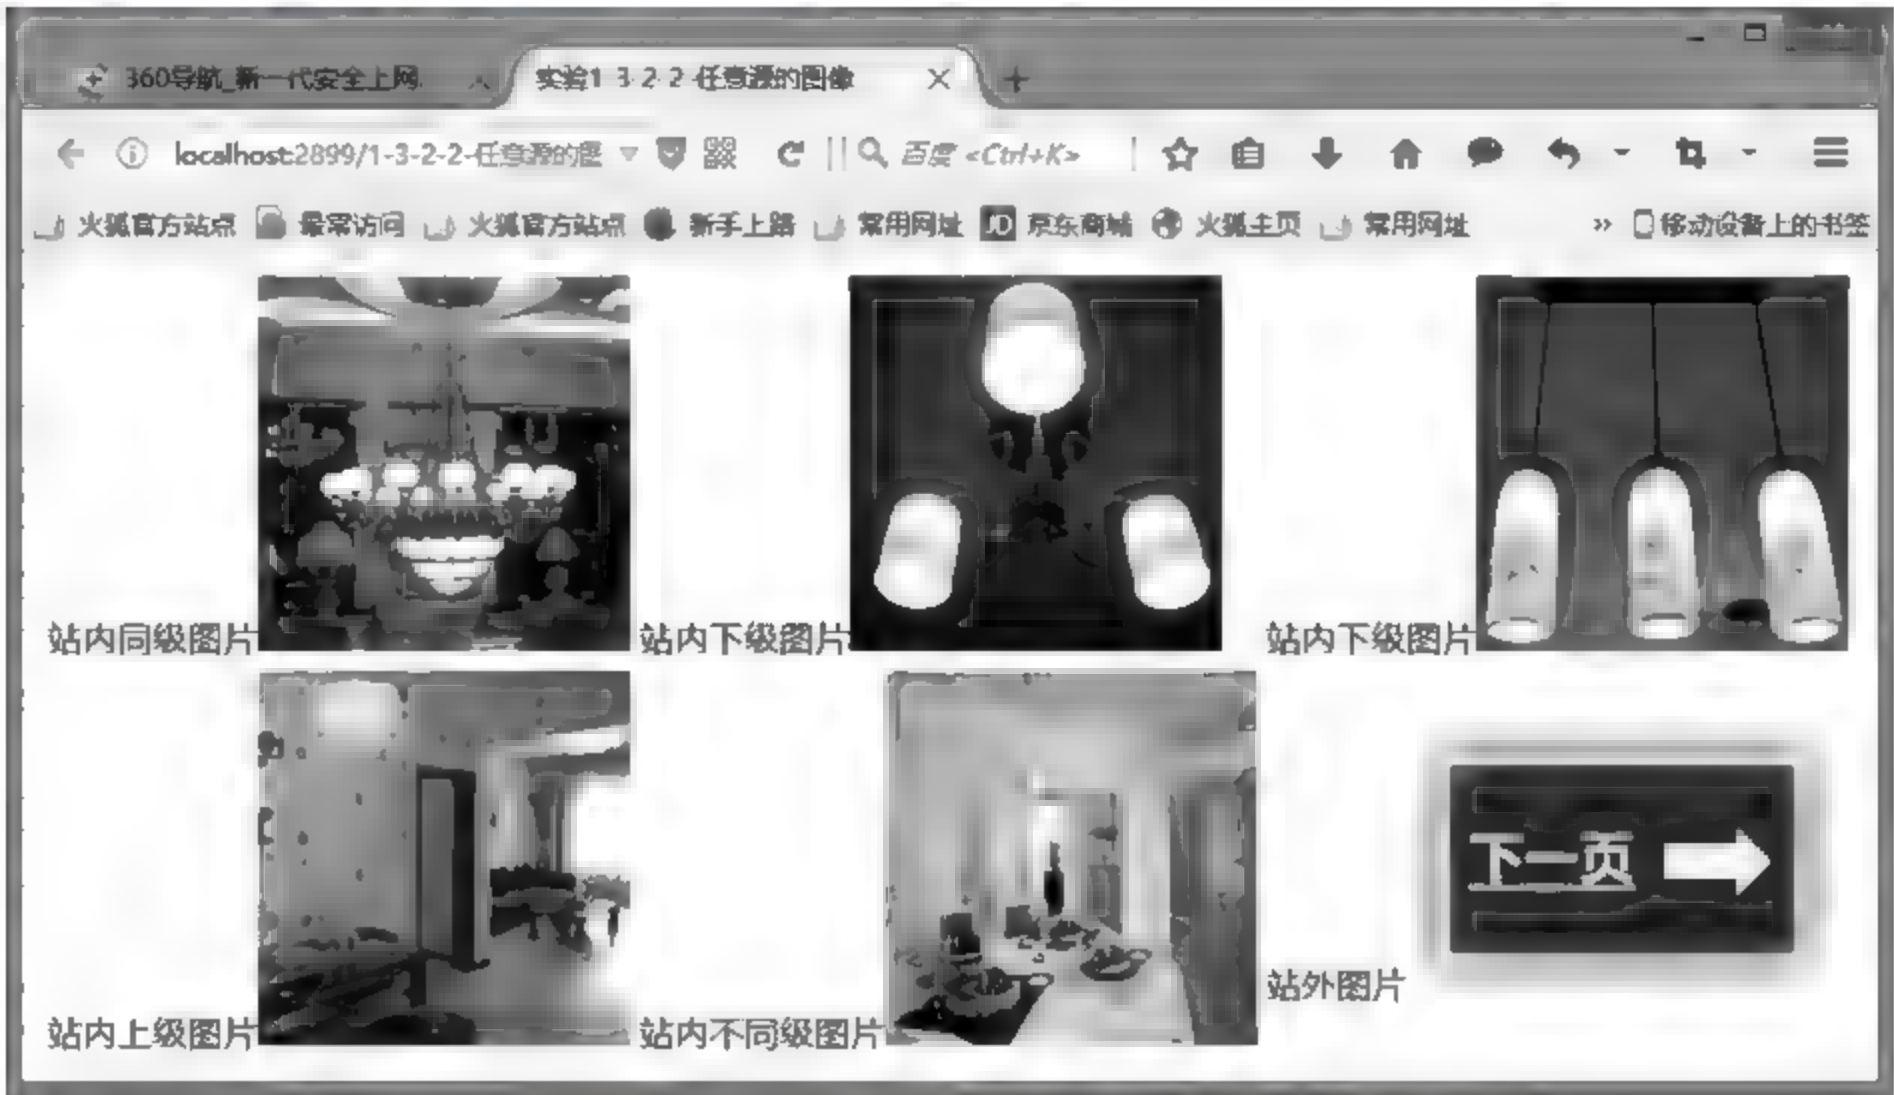 360导航_新一代安全上网
实验1-3-2-2-任意源的图像
localhost:2899/1-3-2-2-任意源的图
百度 <Ctrl+K>
火狐官方站点 最常访问 火狐官方站点 新手上路 常用网址 JD 京东商城 火狐主页 常用网址 » 移动设备上的书签
站内同级图片 站内下级图片 站内下级图片
下一页
站内上级图片 站内不同级图片 站外图片